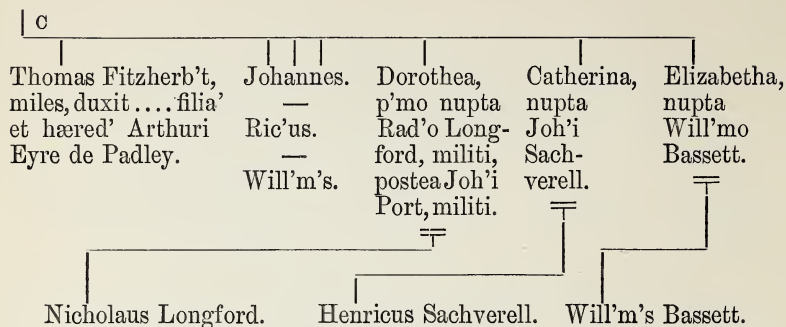 C
Thomas Fitzherb't,
miles, duxit .... filia'
et hæred' Arthuri
Eyre de Padley.
Johannes.
—
Ric'us.
—
Will'm's.
Dorothea,
p'mo nupta
Rad'o Long-
ford, militi,
postea Joh'i
Port, militi.
Catherina,
nupta
Joh'i
Sach-
verell.
Elizabetha,
nupta
Will'mo
Bassett.
Nicholaus Longford.
Henricus Sachverell.
Will'm's Bassett.